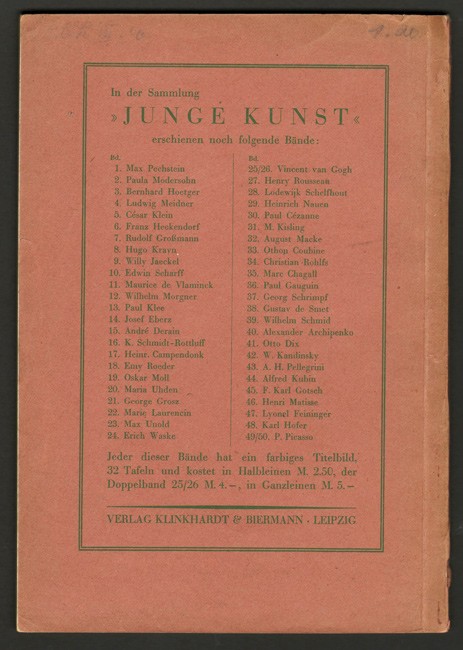 In der Sammlung
»JUNGE KUNST«
erschienen noch folgende Bände:
Bd.
1. Max Pechstein
2. Paula Modersohn
3. Bernhard Hoetger
4. Ludwig Meidner
5. César Klein
6. Franz Heckendorf
7. Rudolf Großmann
8. Hugo Krayn
9. Willy Jaeckel
10. Edwin Scharff
11. Maurice de Vlaminck
12. Wilhelm Morgner
13. Paul Klee
14. Josef Eberz
15. André Derain
16. K. Schmidt-Rottluff
17. Heinr. Campendonk
18. Emy Roeder
19. Oskar Moll
20. Maria Uhden
21. George Grosz
22. Marie Laurencin
23. Max Unold
24. Erich Waske
Bd.
25/26. Vincent van Gogh
27. Henry Rousseau
28. Lodewijk Schelfhout
29. Heinrich Nauen
30. Paul Cézanne
31. M. Kisling
32. August Macke
33. Othon Coubine
34. Christian Rohlfs
35. Marc Chagall
36. Paul Gauguin
37. Georg Schrimpf
38. Gustav de Smet
39. Wilhelm Schmid
40. Alexander Archipenko
41. Otto Dix
42. W. Kandinsky
43. A. H. Pellegrini
44. Alfred Kubin
45. F. Karl Gotsch
46. Henri Matisse
47. Lyonel Feininger
48. Karl Hofer
49/50. P. Picasso
Jeder dieser Bände hat ein farbiges Titelbild,
32 Tafeln und kostet in Halbleinen M. 2.50, der
Doppelband 25/26 M. 4.–, in Ganzleinen M. 5.–
VERLAG KLINKHARDT & BIERMANN · LEIPZIG